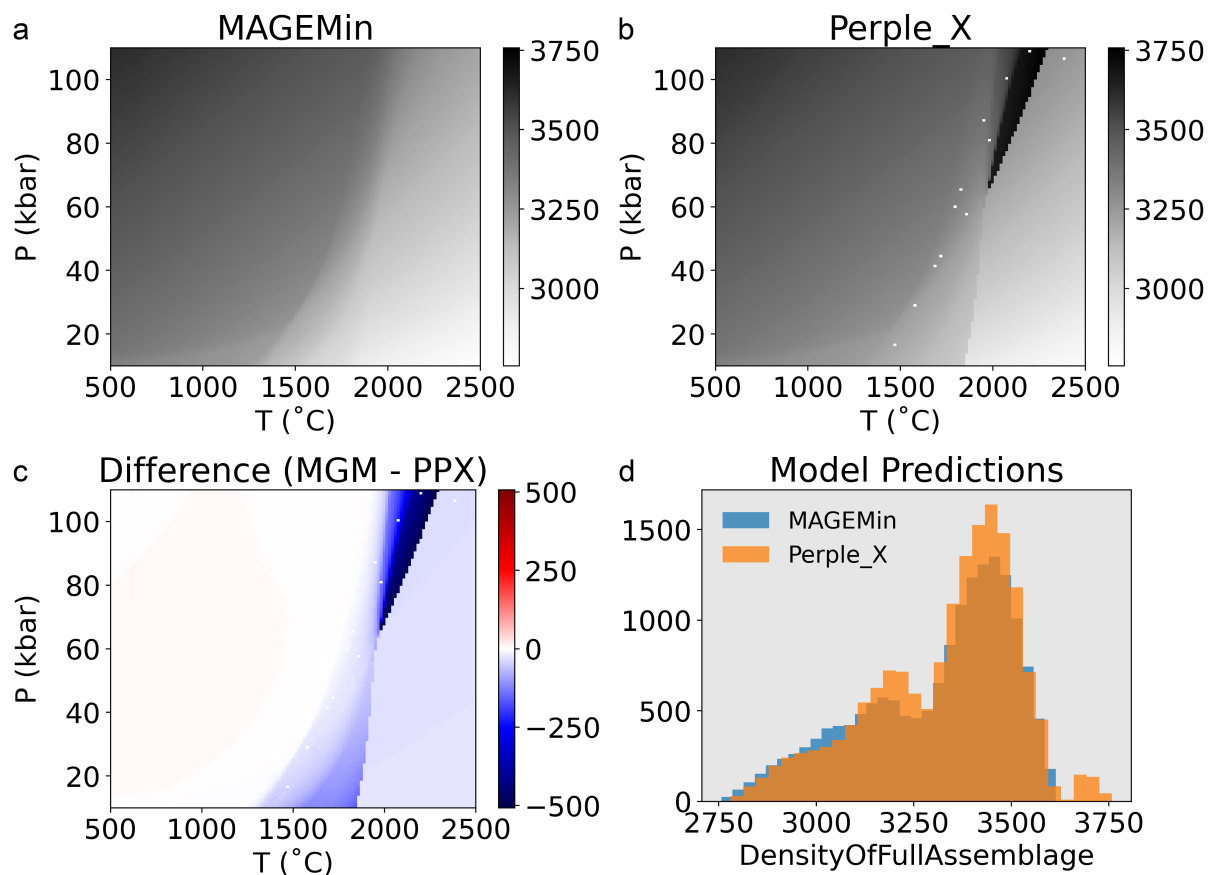 a
MAGEMin
b
Perple_X
P (kbar)
100
80
60
40
20
500 1000 1500 2000 2500
T (˚C)
3750
3500
3250
3000
P (kbar)
100
80
60
40
20
500 1000 1500 2000 2500
T (˚C)
3750
3500
3250
3000
c
Difference (MGM - PPX)
P (kbar)
100
80
60
40
20
500 1000 1500 2000 2500
T (˚C)
500
250
0
−250
−500
d
Model Predictions
MAGEMin
Perple_X
1500
1000
500
0
2750 3000 3250 3500 3750
DensityOfFullAssemblage